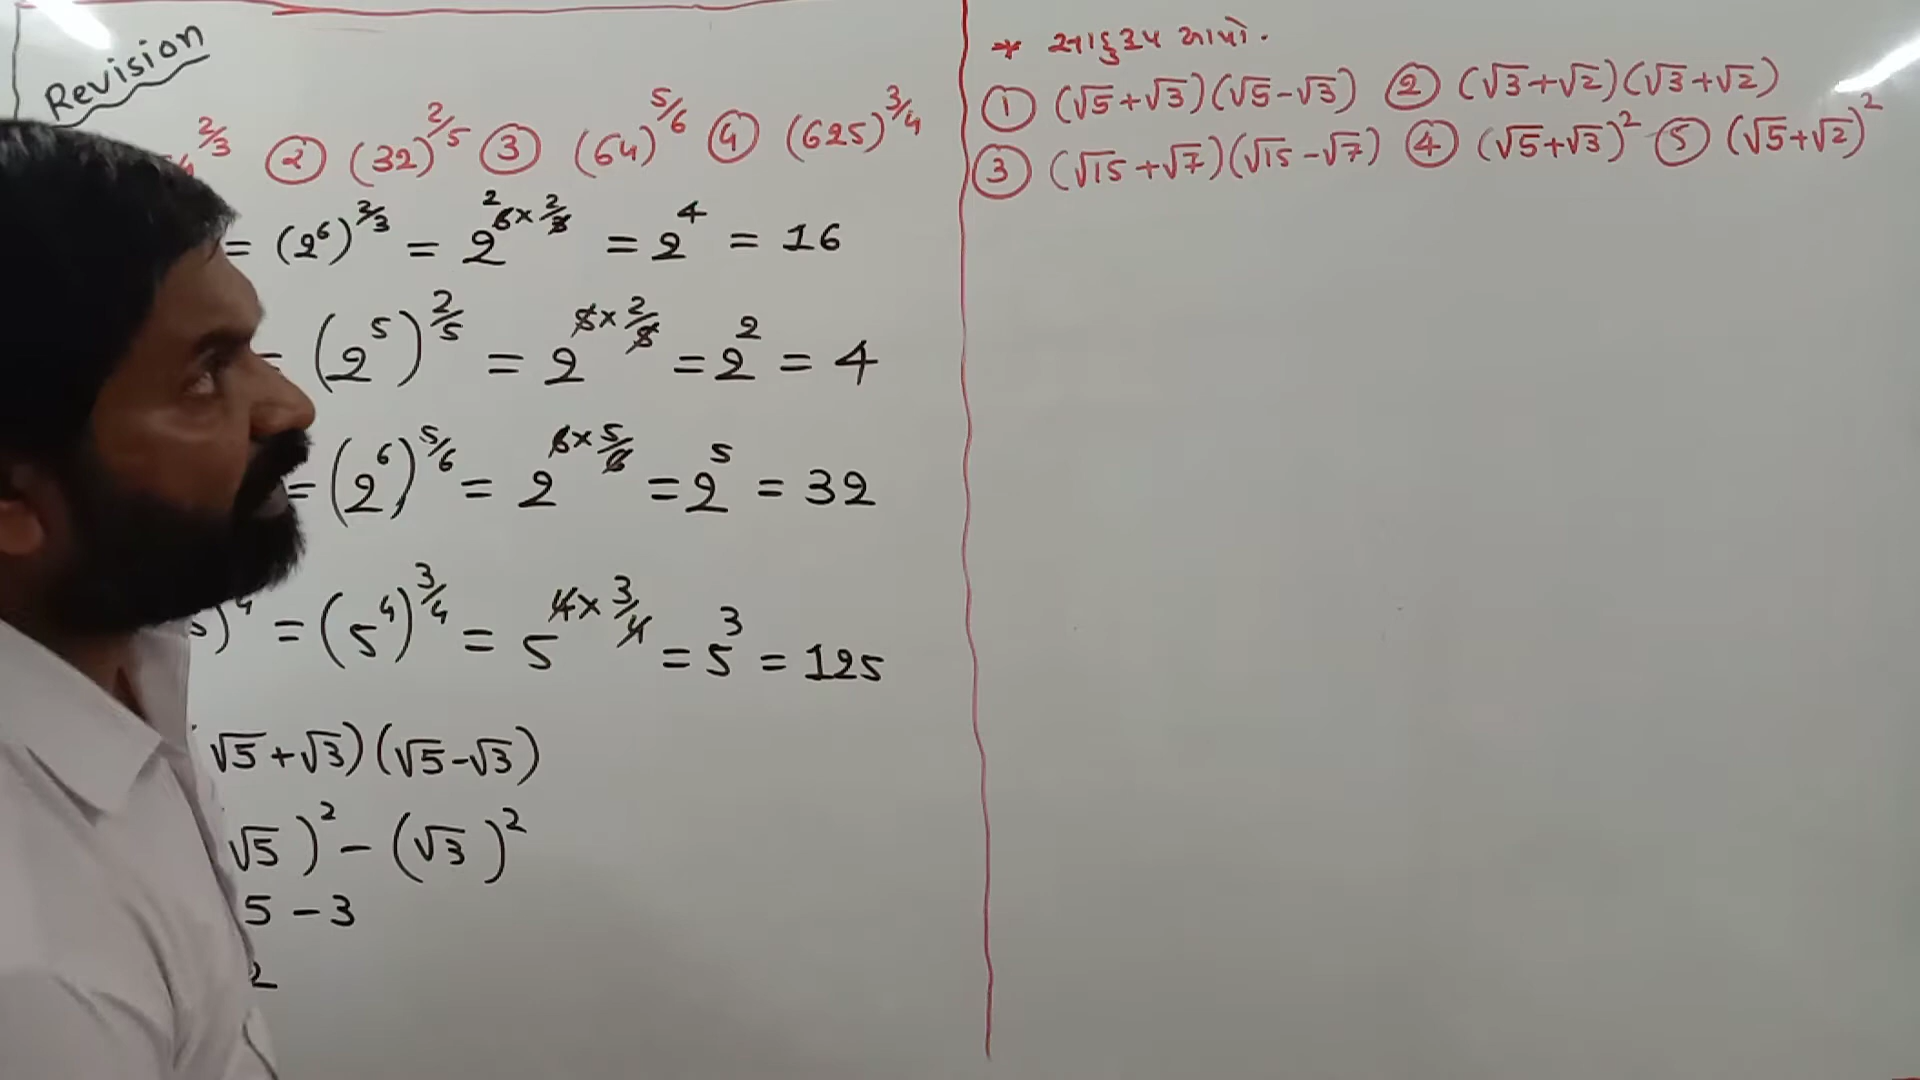 Revision
2/3 ② (32)^2/5 ③ (64)^5/6 ④ (625)^3/4
= (2^6)^2/3 = 2^6×2/3 2 = 2^4 = 16
= (2^5)^2/5 = 2^5×2/5 = 2^2 = 4
= (2^6)^5/6 = 2^6×5/6 = 2^5 = 32
)^4 = (5^4)^3/4 = 5^4×3/4 = 5^3 = 125
√5+√3)(√5-√3)
√5)^2 - (√3)^2
5 - 3
2
* સાદુરૂપ આપો.
① (√5+√3)(√5-√3) ② (√3+√2)(√3+√2)
③ (√15+√7)(√15-√7) ④ (√5+√3)^2 ⑤ (√5+√2)^2